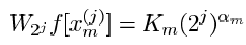 $W_{2^j} f[x_m^{(j)}] = K_m (2^j)^{\alpha_m}$